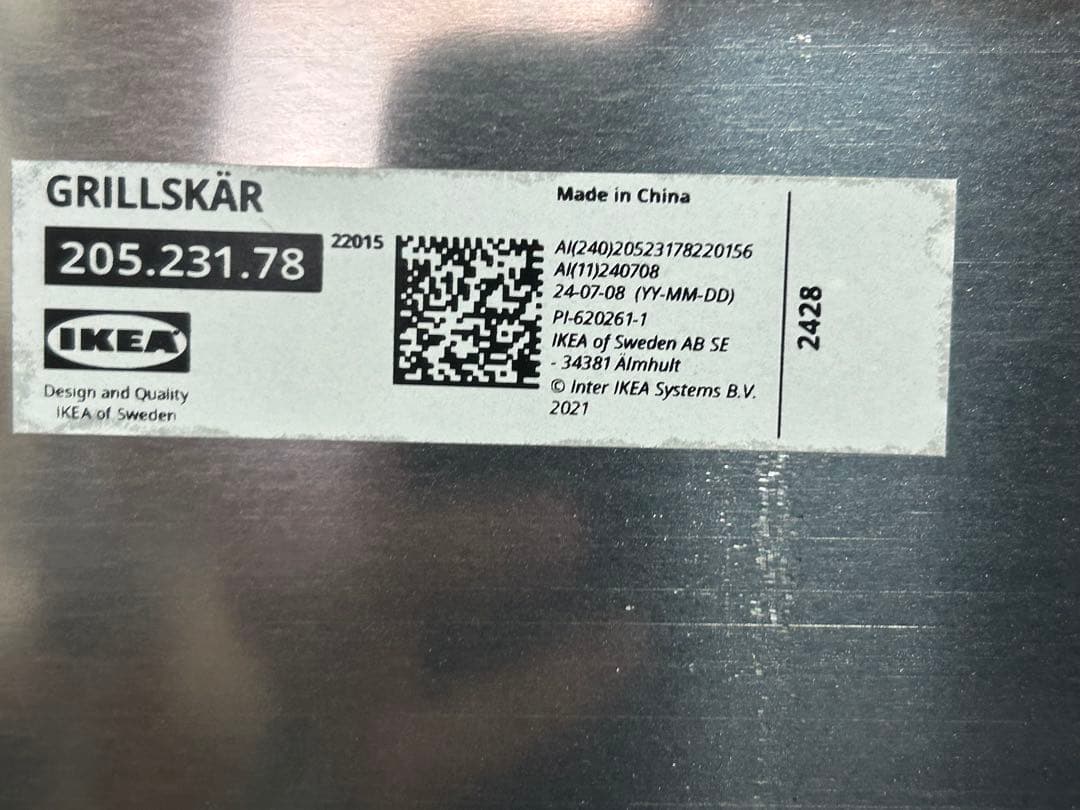 GRILLSKÄR
205.231.78
22015
IKEA
Design and Quality
IKEA of Sweden
Made in China
AI(240)20523178220156
AI(11)240708
24-07-08 (YY-MM-DD)
PI-620261-1
IKEA of Sweden AB SE
- 34381 Älmhult
© Inter IKEA Systems B.V.
2021
2428